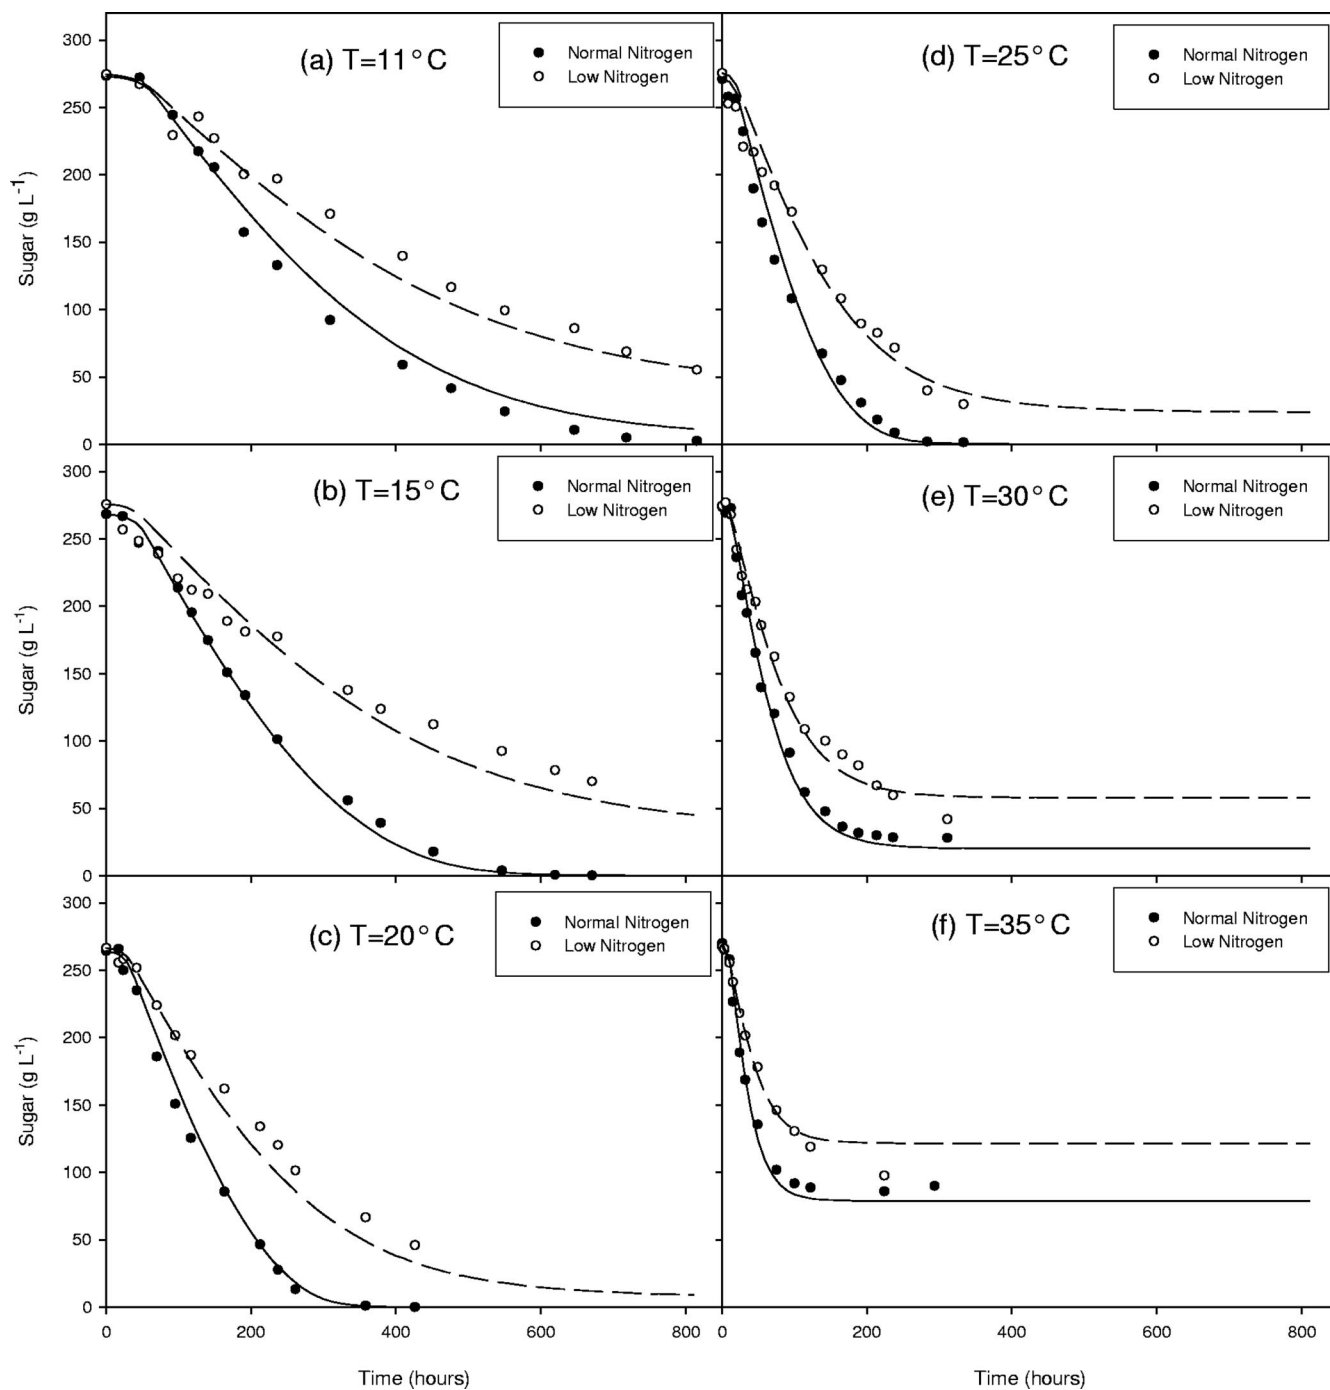 (a) T=11°C
Normal Nitrogen
Low Nitrogen
Sugar (g L⁻¹)
300
250
200
150
100
50
0
(d) T=25°C
Normal Nitrogen
Low Nitrogen
(b) T=15°C
Normal Nitrogen
Low Nitrogen
Sugar (g L⁻¹)
300
250
200
150
100
50
0
(e) T=30°C
Normal Nitrogen
Low Nitrogen
(c) T=20°C
Normal Nitrogen
Low Nitrogen
Sugar (g L⁻¹)
300
250
200
150
100
50
0
(f) T=35°C
Normal Nitrogen
Low Nitrogen
0 200 400 600 800
0 200 400 600 800
Time (hours)
Time (hours)